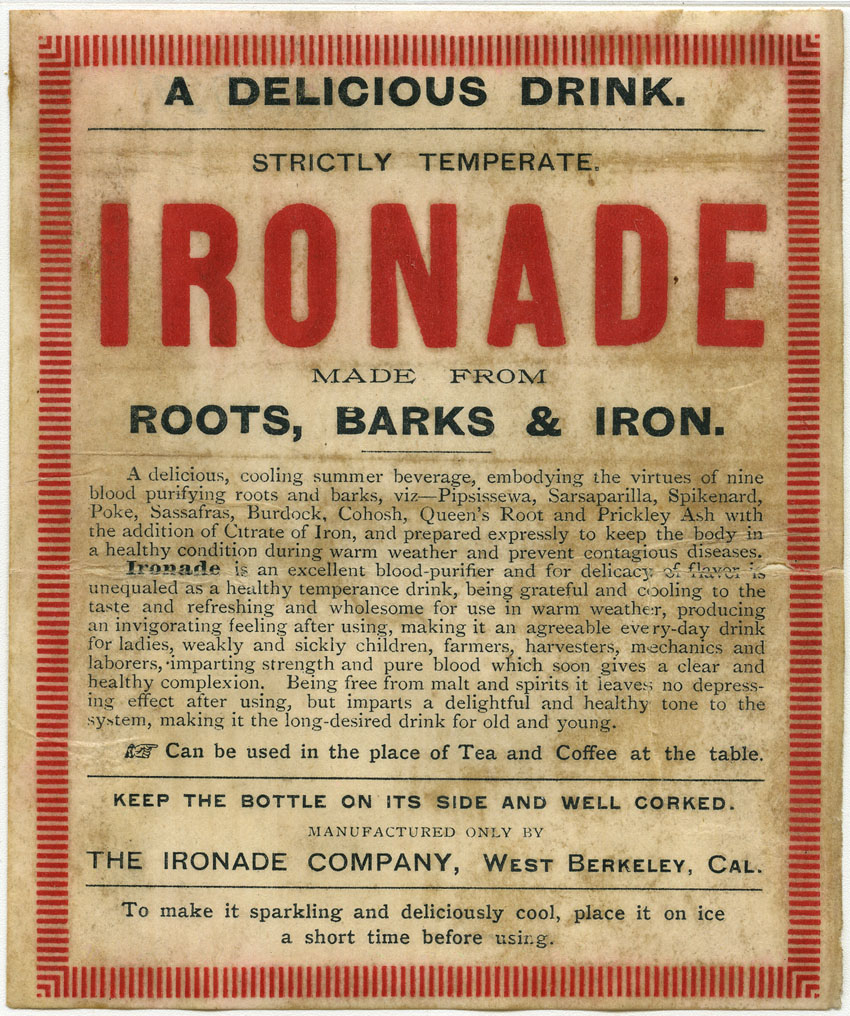 A DELICIOUS DRINK.
STRICTLY TEMPERATE.
IRONADE
MADE FROM
ROOTS, BARKS & IRON.
A delicious, cooling summer beverage, embodying the virtues of nine
blood purifying roots and barks, viz—Pipsissewa, Sarsaparilla, Spikenard,
Poke, Sassafras, Burdock, Cohosh, Queen's Root and Prickley Ash with
the addition of Citrate of Iron, and prepared expressly to keep the body in
a healthy condition during warm weather and prevent contagious diseases.
Ironade is an excellent blood-purifier and for delicacy of flavor is
unequaled as a healthy temperance drink, being grateful and cooling to the
taste and refreshing and wholesome for use in warm weather, producing
an invigorating feeling after using, making it an agreeable every-day drink
for ladies, weakly and sickly children, farmers, harvesters, mechanics and
laborers, imparting strength and pure blood which soon gives a clear and
healthy complexion. Being free from malt and spirits it leaves no depress-
ing effect after using, but imparts a delightful and healthy tone to the
system, making it the long-desired drink for old and young.
☞ Can be used in the place of Tea and Coffee at the table.
KEEP THE BOTTLE ON ITS SIDE AND WELL CORKED.
MANUFACTURED ONLY BY
THE IRONADE COMPANY, WEST BERKELEY, CAL.
To make it sparkling and deliciously cool, place it on ice
a short time before using.